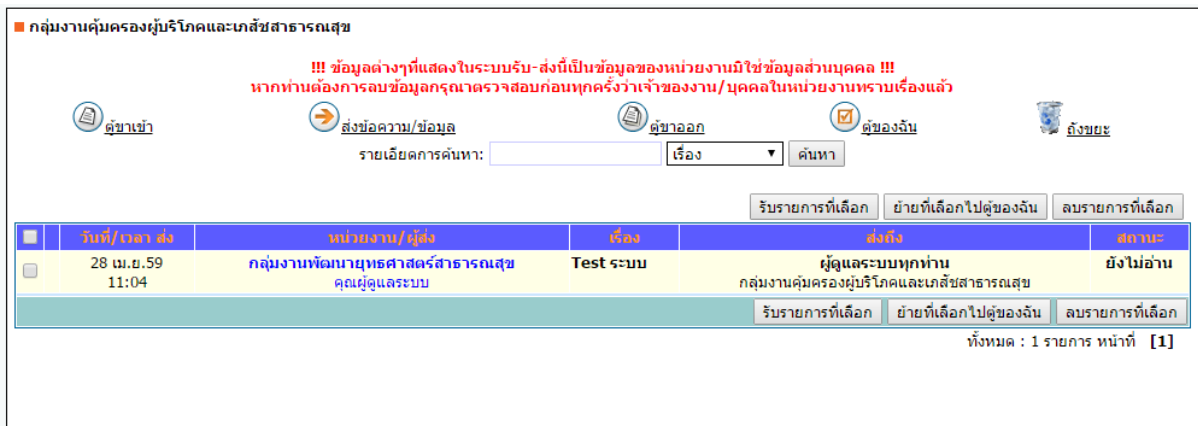 กลุ่มงานคุ้มครองผู้บริโภคและเภสัชสาธารณสุข
!!! ข้อมูลต่างๆที่แสดงในระบบรับ-ส่งนี้เป็นข้อมูลของหน่วยงานมิใช่ข้อมูลส่วนบุคคล !!!
หากท่านต้องการลบข้อมูลกรุณาตรวจสอบก่อนทุกครั้งว่าเจ้าของงาน/บุคคลในหน่วยงานทราบเรื่องแล้ว
ตู้ขาเข้า ส่งข้อความ/ข้อมูล ตู้ขาออก ตู้ของฉัน ถังขยะ
รายเอียดการค้นหา: เรื่อง ค้นหา
รับรายการที่เลือก ย้ายที่เลือกไปตู้ของฉัน ลบรายการที่เลือก
วันที่/เวลา ส่ง หน่วยงาน/ผู้ส่ง เรื่อง ส่งถึง สถานะ
28 เม.ย.59 กลุ่มงานพัฒนายุทธศาสตร์สาธารณสุข Test ระบบ ผู้ดูแลระบบทุกท่าน ยังไม่อ่าน
11:04 คุณผู้ดูแลระบบ กลุ่มงานคุ้มครองผู้บริโภคและเภสัชสาธารณสุข
รับรายการที่เลือก ย้ายที่เลือกไปตู้ของฉัน ลบรายการที่เลือก
ทั้งหมด : 1 รายการ หน้าที่ [1]